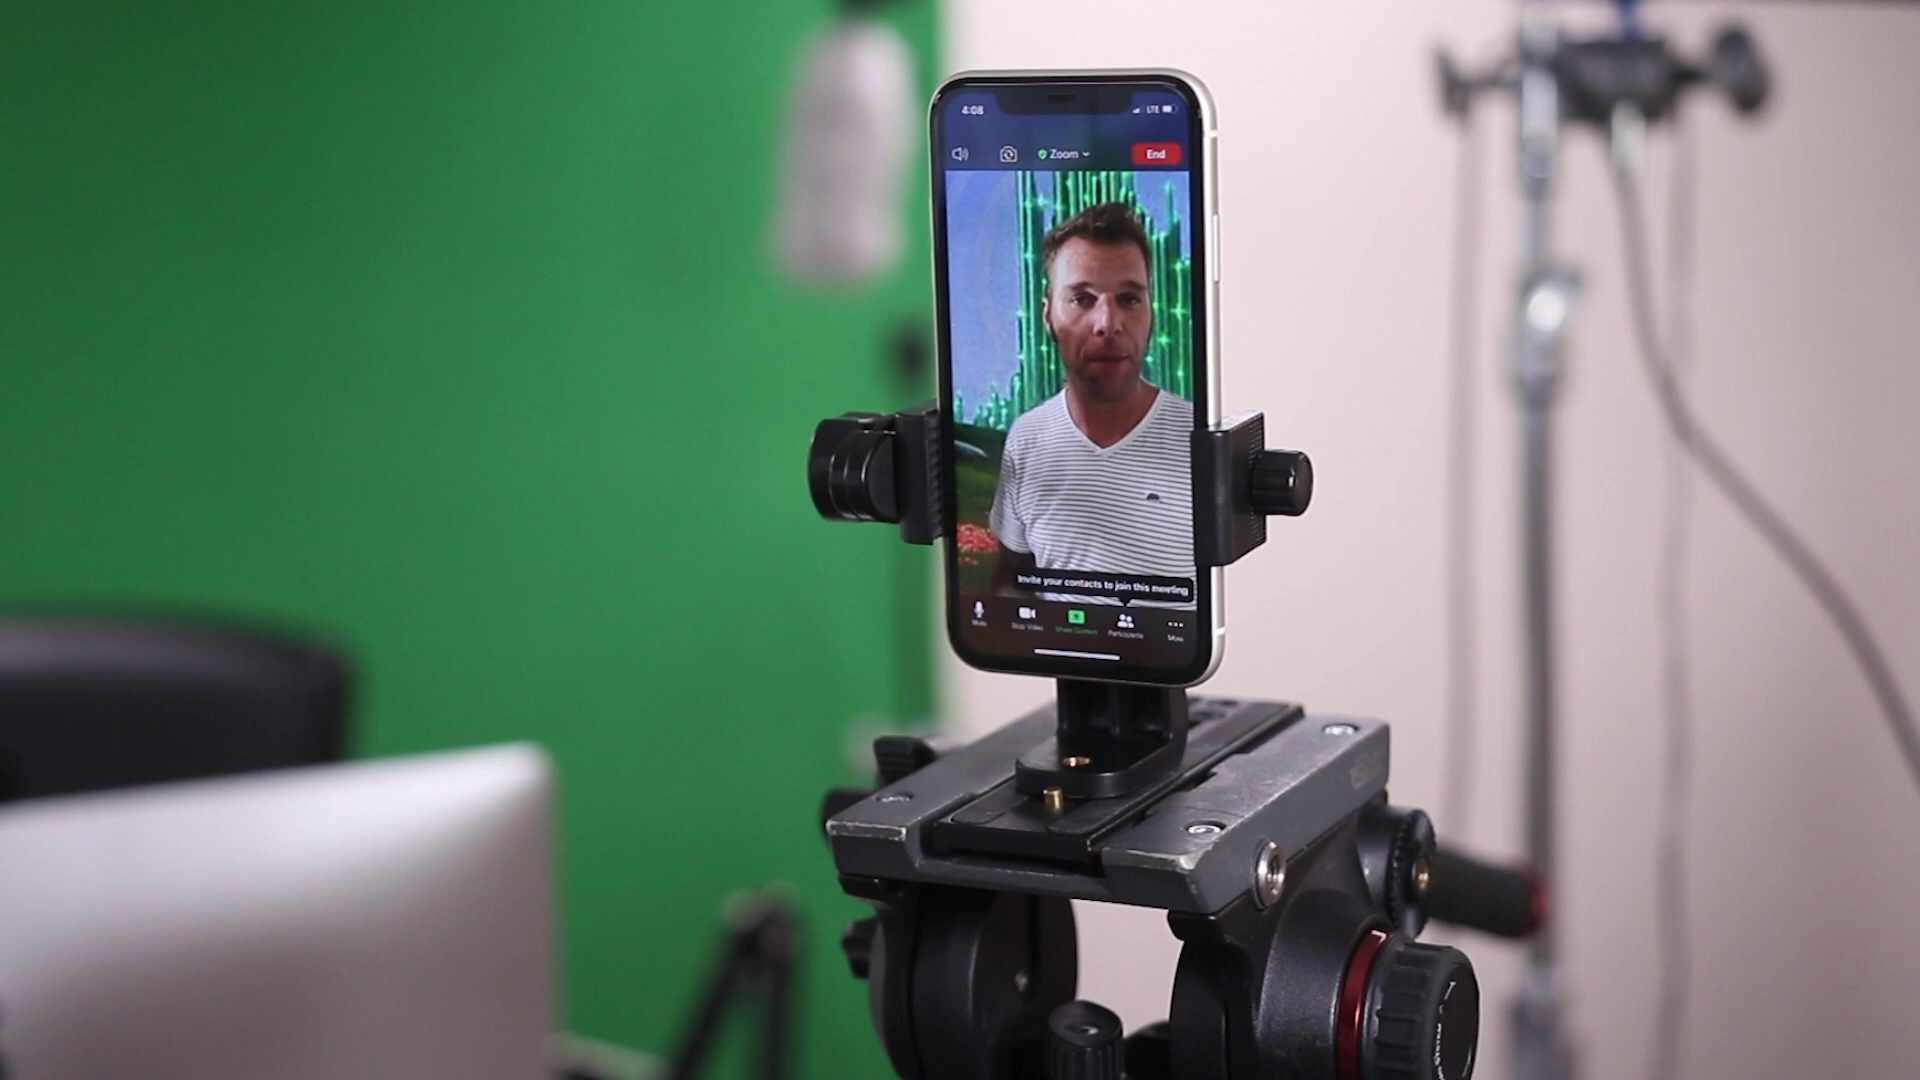 4:08
LTE
Zoom
End
Invite your contacts to join this meeting
Mute
Stop Video
Share Content
Participants
More